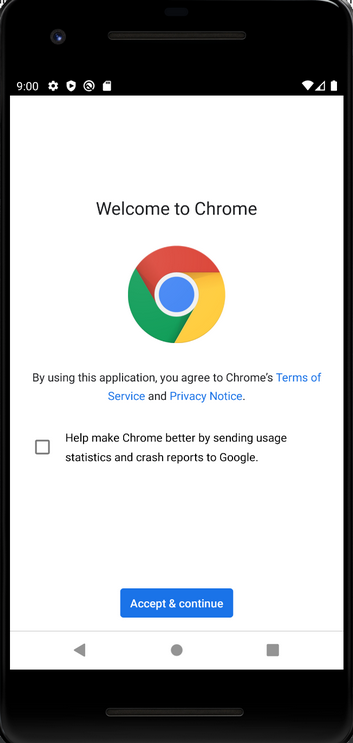 9:00
Welcome to Chrome
By using this application, you agree to Chrome's Terms of
Service and Privacy Notice.
Help make Chrome better by sending usage
statistics and crash reports to Google.
Accept & continue